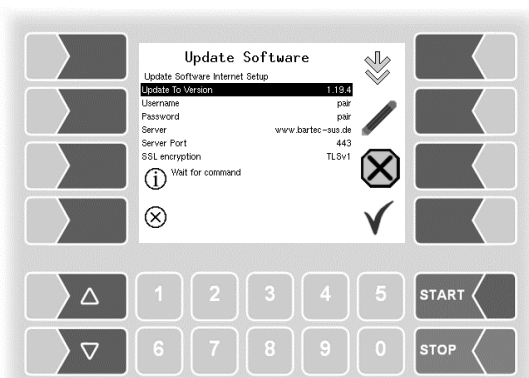 Update Software
Update Software Internet Setup
Update To Version 1.19.4
Username pair
Password pair
Server www.bartec-sus.de
Server Port 443
SSL encryption TLSv1
Wait for command
1 2 3 4 5 START
6 7 8 9 0 STOP